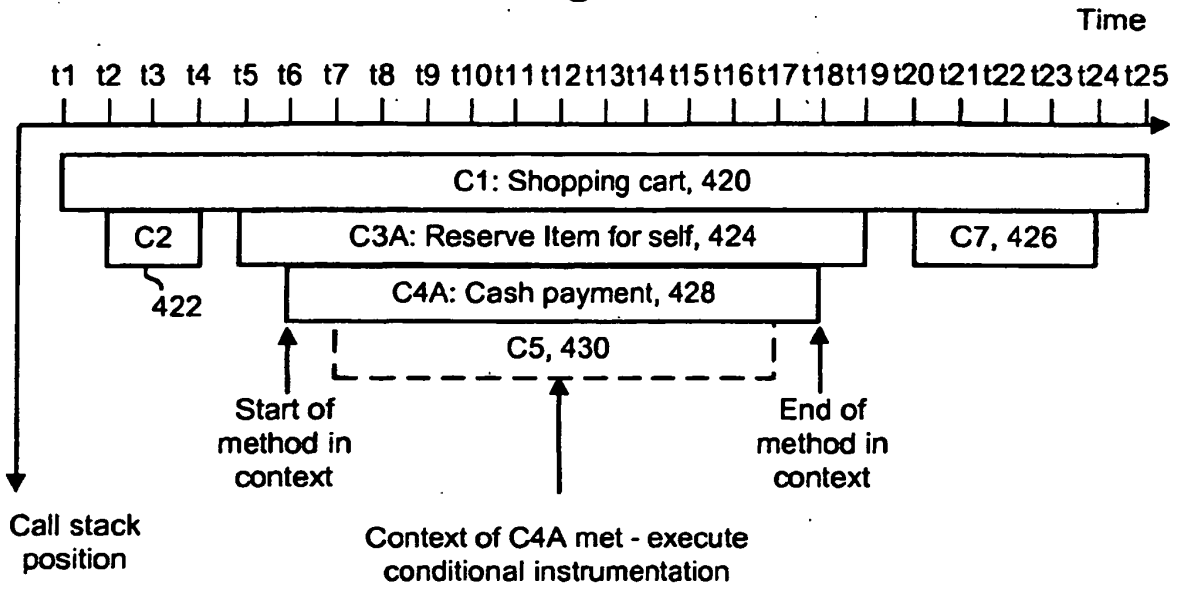 Time
t1 t2 t3 t4 t5 t6 t7 t8 t9 t10 t11 t12 t13 t14 t15 t16 t17 t18 t19 t20 t21 t22 t23 t24 t25
C1: Shopping cart, 420
C2
C3A: Reserve Item for self, 424
C7, 426
422
C4A: Cash payment, 428
C5, 430
Start of
method in
context
End of
method in
context
Call stack
position
Context of C4A met - execute
conditional instrumentation